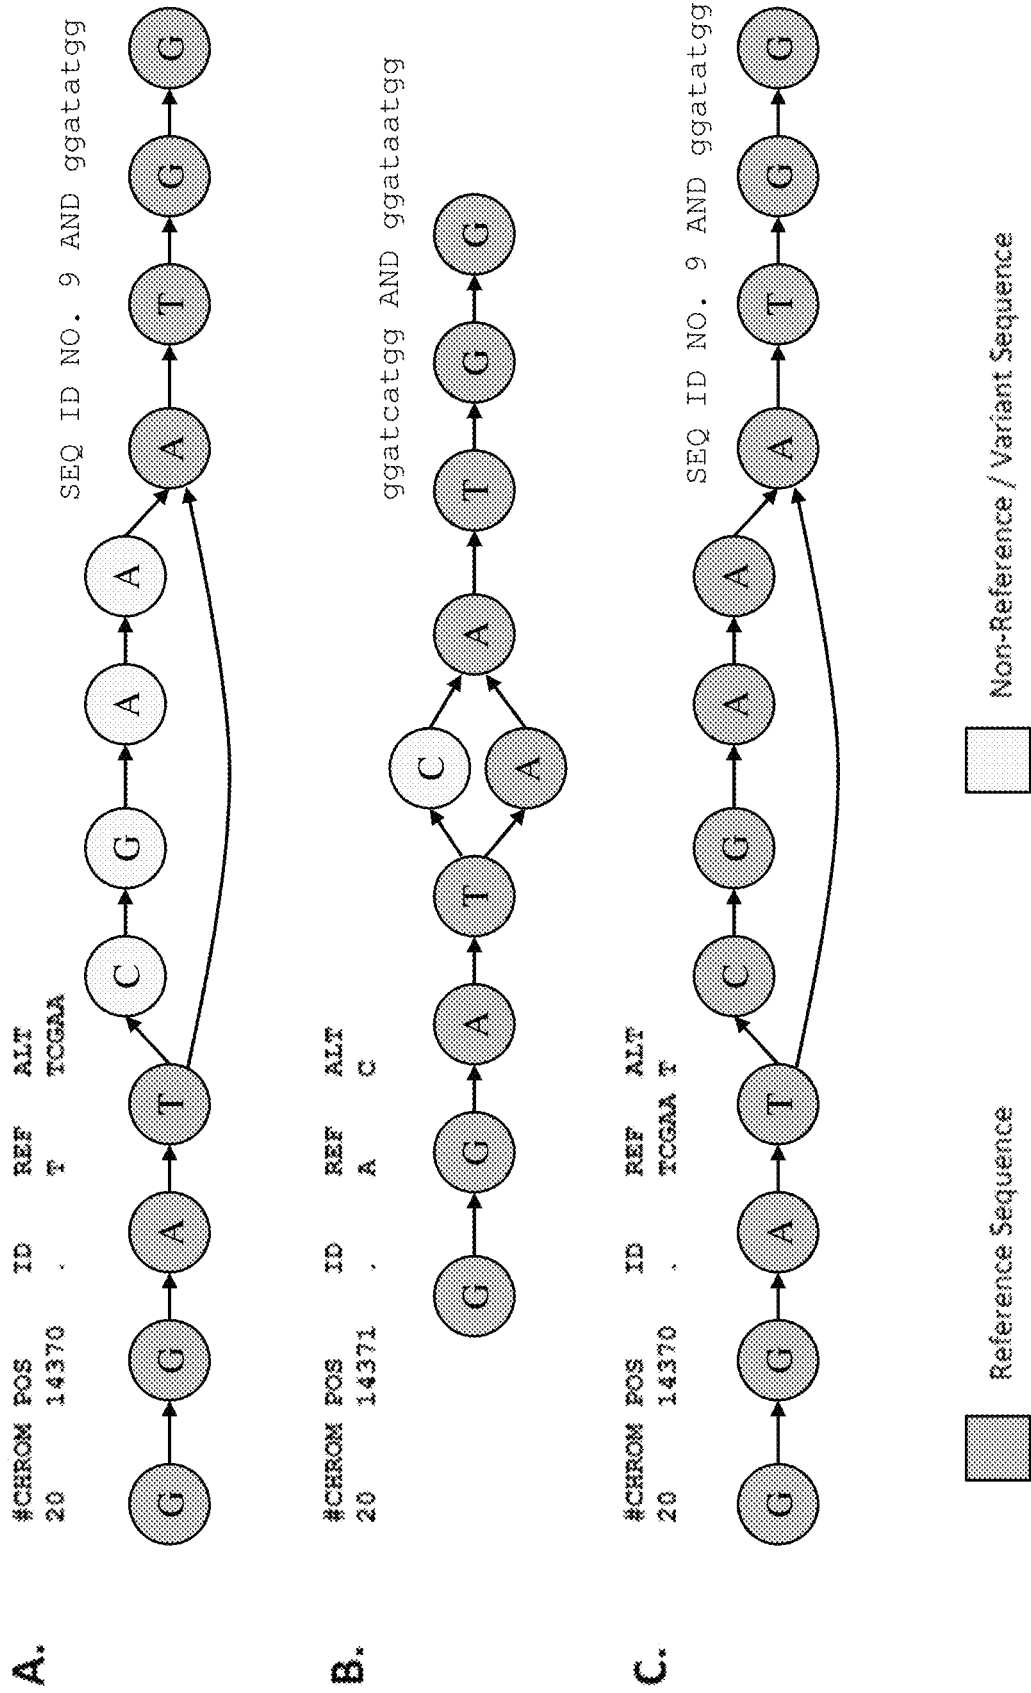 A.
#CHROM POS ID REF ALT
20 14370 . T TCGAA
SEQ ID NO. 9 AND ggatatgg
C G A A
G G A T A T G G
B.
#CHROM POS ID REF ALT
20 14371 . A C
ggatcatgg AND ggataatgg
C
G G A T A T G G
A
C.
#CHROM POS ID REF ALT
20 14370 . TCGAA T
SEQ ID NO. 9 AND ggatatgg
C G A A
G G A T A T G G
Reference Sequence
Non-Reference / Variant Sequence